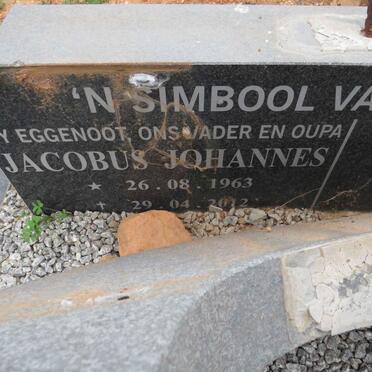 'N SIMBOOL VA
Y EGGENOOT, ONS VADER EN OUPA
JACOBUS JOHANNES
★ 26 . 08 . 1963
✝ 29 . 04 . 2012